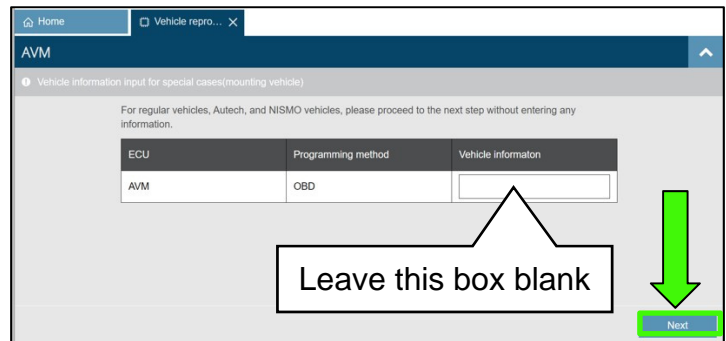 Home
Vehicle repro...
AVM
Vehicle information input for special cases(mounting vehicle)
For regular vehicles, Autech, and NISMO vehicles, please proceed to the next step without entering any
information.
ECU Programming method Vehicle informaton
AVM OBD
Leave this box blank
Next